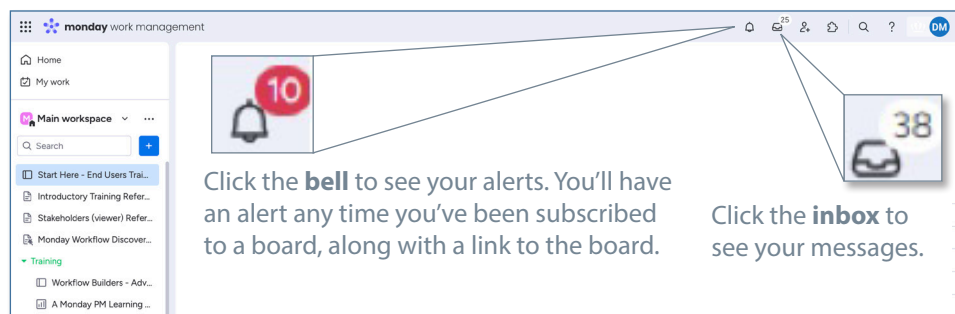 monday work management
25
?
DM
Home
My work
M
Main workspace
Search
+
Start Here - End Users Trai...
Introductory Training Refer...
Stakeholders (viewer) Refer...
Monday Workflow Discover...
Training
Workflow Builders - Adv...
A Monday PM Learning ...
10
Click the bell to see your alerts. You'll have
an alert any time you've been subscribed
to a board, along with a link to the board.
38
Click the inbox to
see your messages.